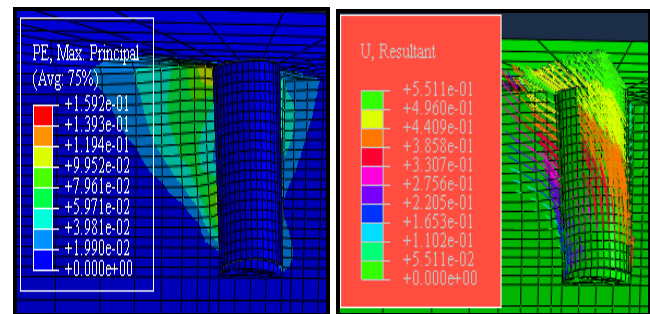 PE, Max. Principal
(Avg: 75%)
+1.592e-01
+1.393e-01
+1.194e-01
+9.952e-02
+7.961e-02
+5.971e-02
+3.981e-02
+1.990e-02
+0.000e+00
U, Resultant
+5.511e-01
+4.960e-01
+4.409e-01
+3.858e-01
+3.307e-01
+2.756e-01
+2.205e-01
+1.653e-01
+1.102e-01
+5.511e-02
+0.000e+00